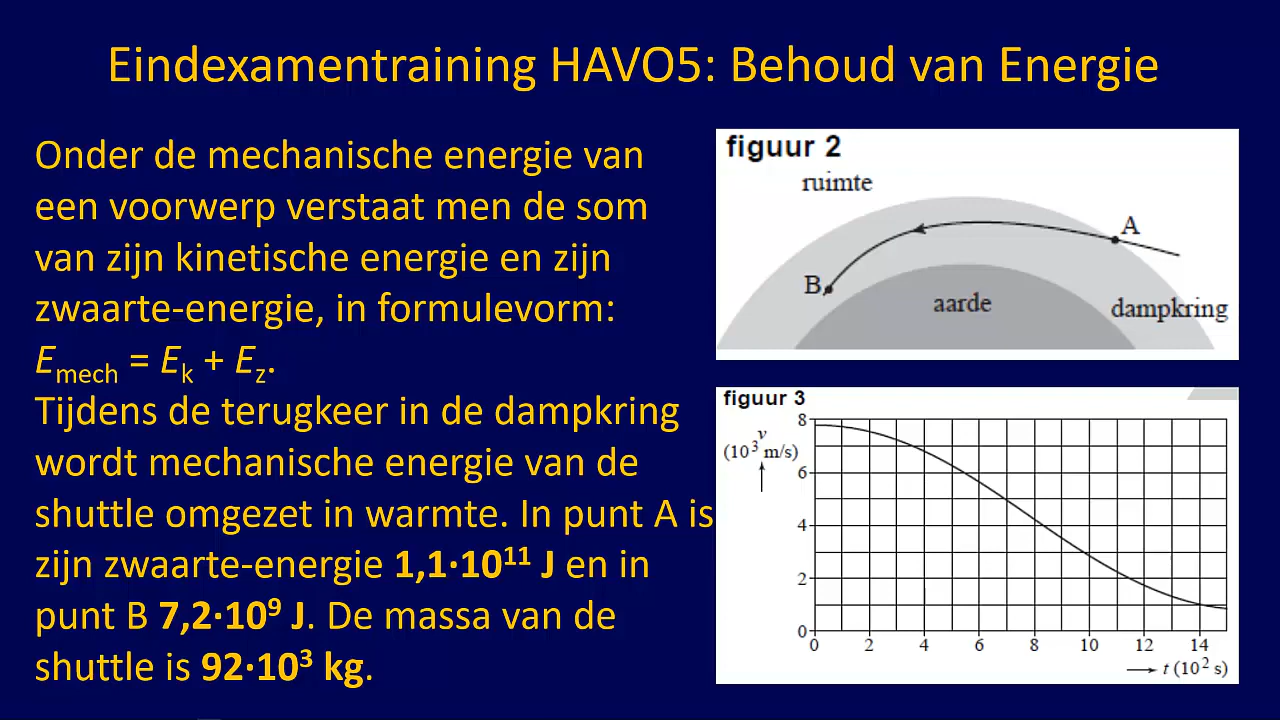 Eindexamentraining HAVO5: Behoud van Energie
Onder de mechanische energie van
een voorwerp verstaat men de som
van zijn kinetische energie en zijn
zwaarte-energie, in formulevorm:
E_mech = E_k + E_z.
Tijdens de terugkeer in de dampkring
wordt mechanische energie van de
shuttle omgezet in warmte. In punt A is
zijn zwaarte-energie 1,1·10¹¹ J en in
punt B 7,2·10⁹ J. De massa van de
shuttle is 92·10³ kg.
figuur 2
ruimte
A
B
aarde
dampkring
figuur 3
v
(10³ m/s)
8
6
4
2
0
0 2 4 6 8 10 12 14
t (10² s)